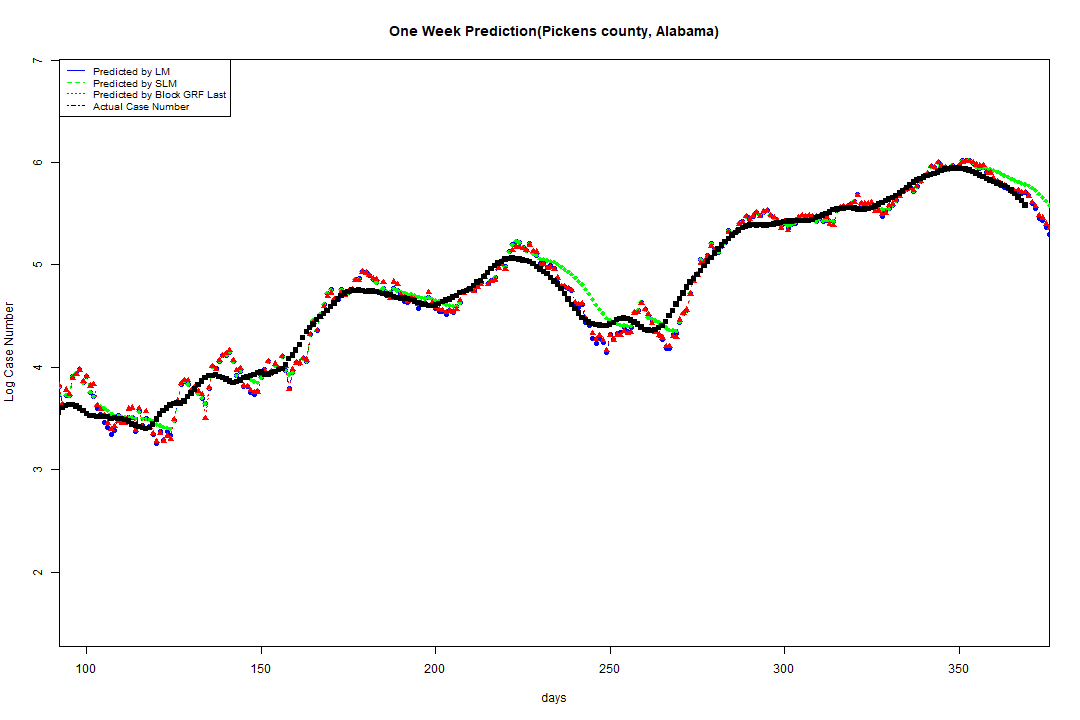 One Week Prediction(Pickens county, Alabama)
Predicted by LM
Predicted by SLM
Predicted by Block GRF Last
Actual Case Number
7
6
5
4
3
2
Log Case Number
100 150 200 250 300 350
days